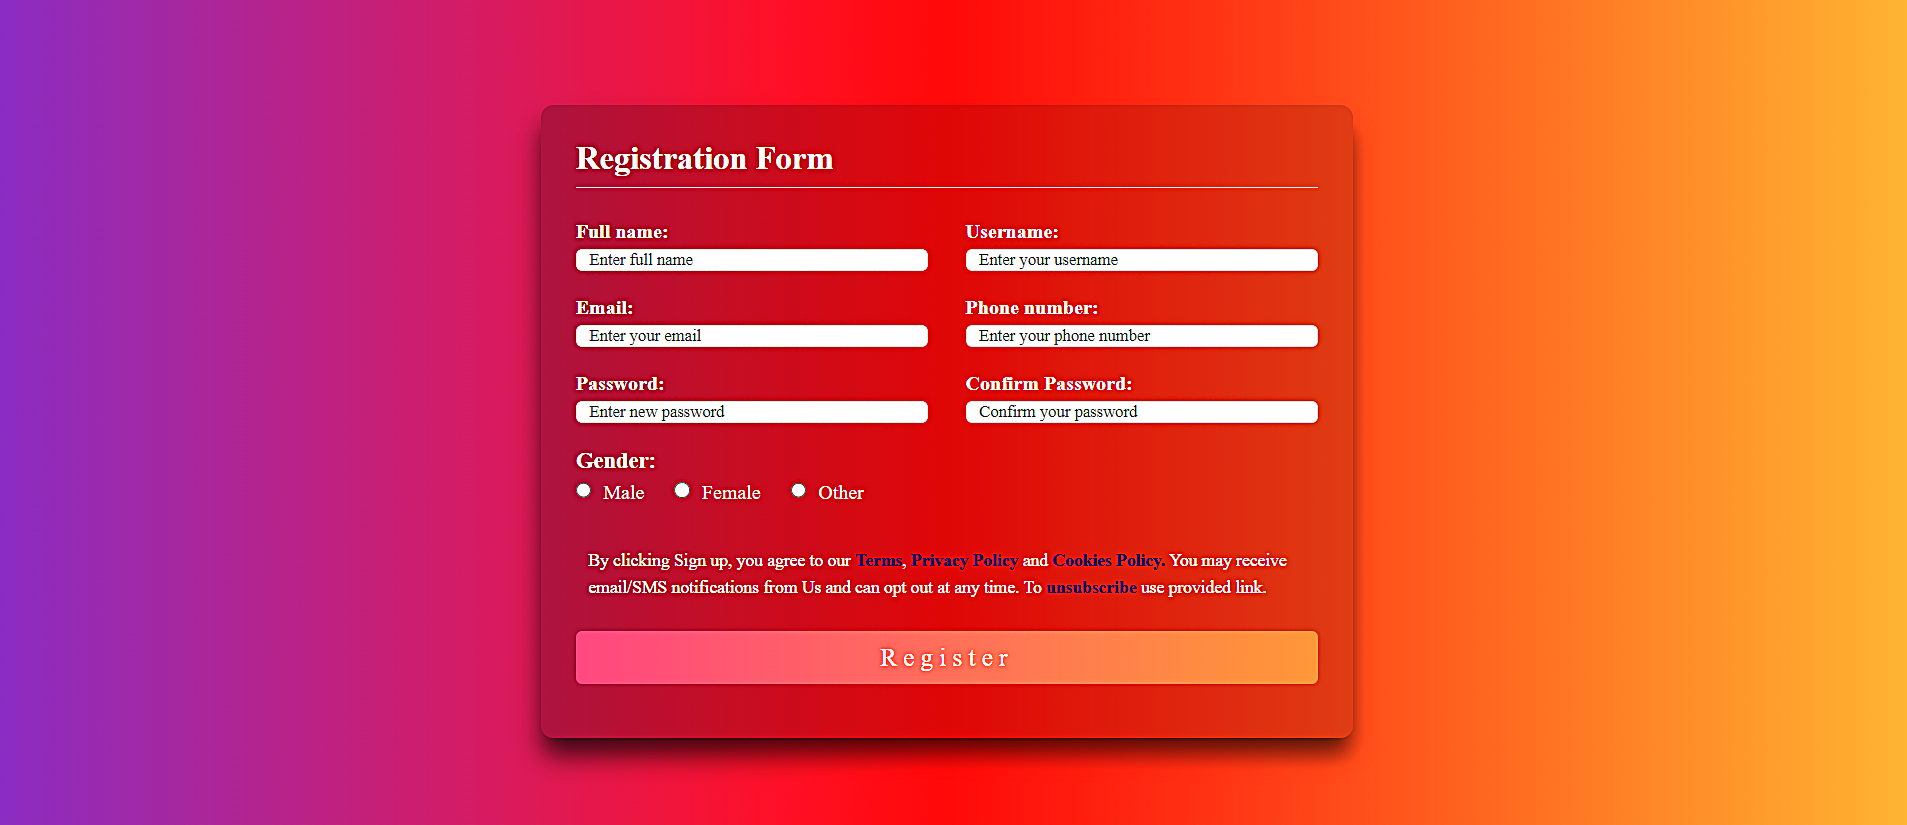 Registration Form
Full name:
Username:
Enter full name
Enter your username
Email:
Phone number:
Enter your email
Enter your phone number
Password:
Confirm Password:
Enter new password
Confirm your password
Gender:
Male Female Other
By clicking Sign up, you agree to our Terms, Privacy Policy and Cookies Policy. You may receive
email/SMS notifications from Us and can opt out at any time. To unsubscribe use provided link.
Register